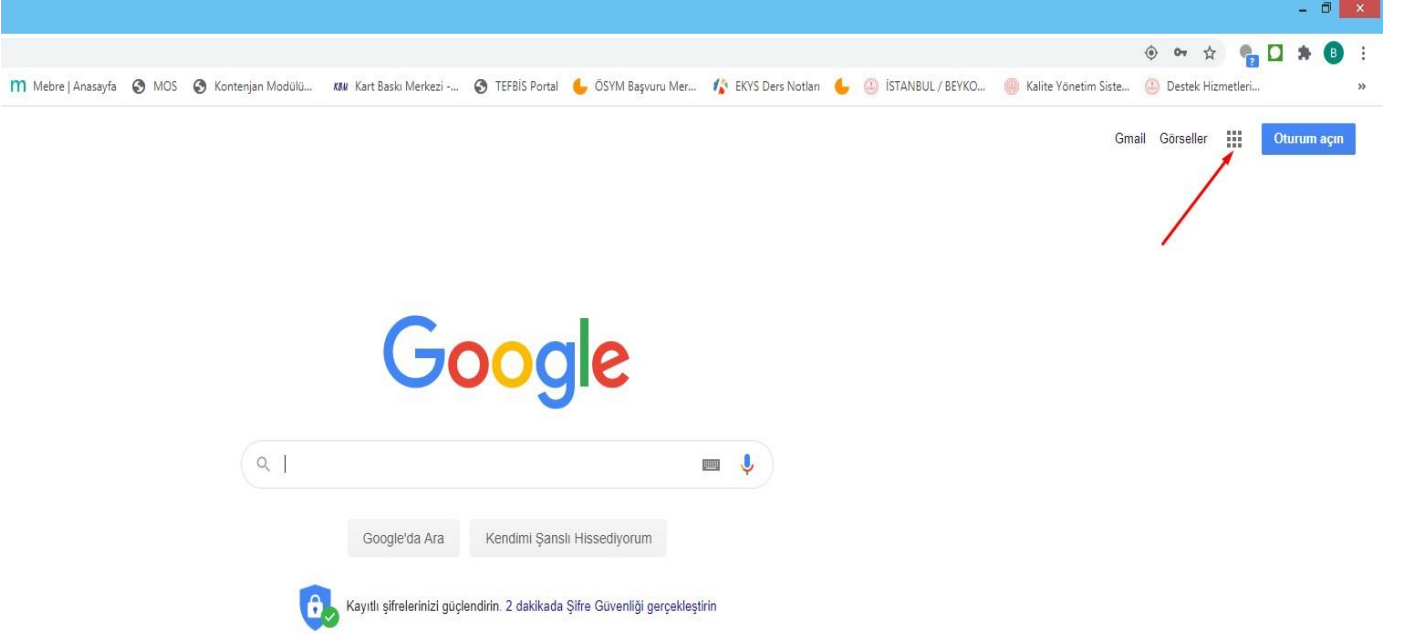 m Mebre | Anasayfa MOS Kontenjan Modülü... KBM Kart Baskı Merkezi -... TEFBİS Portal ÖSYM Başvuru Mer... EKYS Ders Notları İSTANBUL / BEYKO... Kalite Yönetim Siste... Destek Hizmetleri... »
Gmail Görseller Oturum açın
Google
Google'da Ara Kendimi Şanslı Hissediyorum
Kayıtlı şifrelerinizi güçlendirin. 2 dakikada Şifre Güvenliği gerçekleştirin